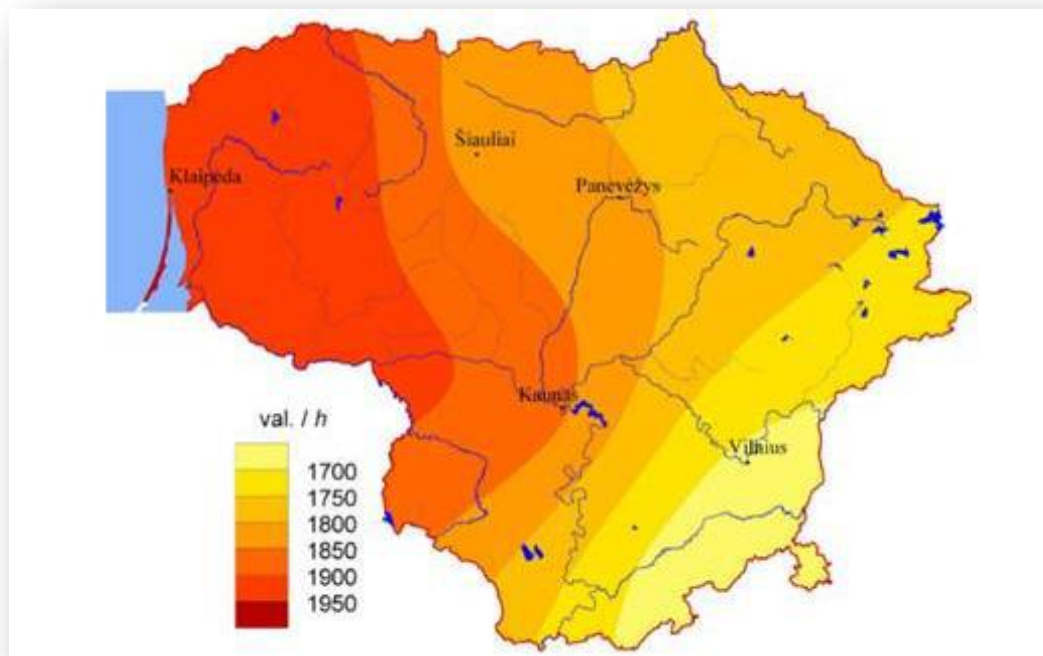 Šiauliai
Klaipėda
Panevėžys
Kaunas
Vilnius
val. / h
1700
1750
1800
1850
1900
1950